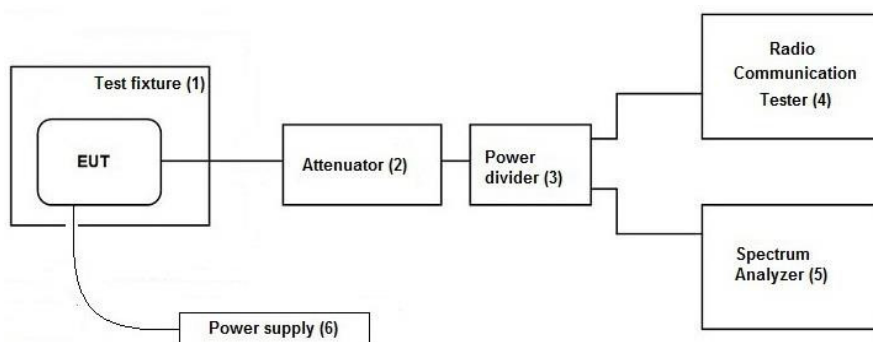 Test fixture (1)
EUT
Attenuator (2)
Power
divider (3)
Radio
Communication
Tester (4)
Spectrum
Analyzer (5)
Power supply (6)